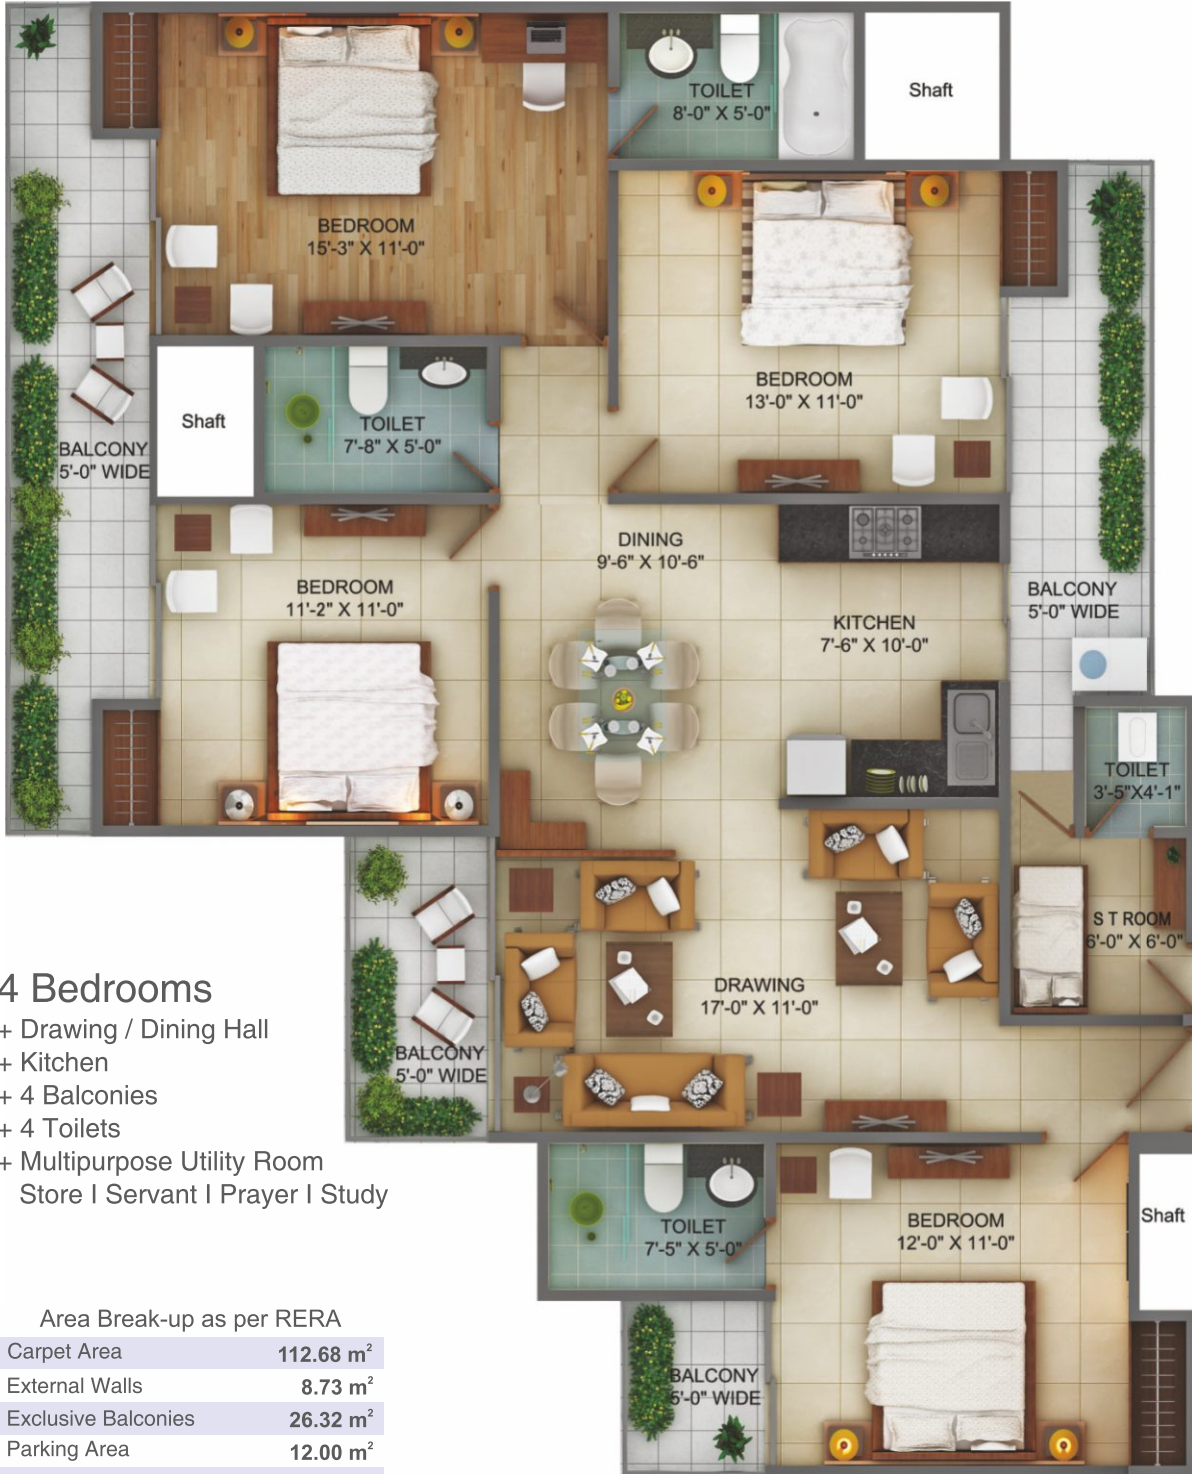 TOILET
8'-0" X 5'-0"
Shaft
BEDROOM
15'-3" X 11'-0"
BEDROOM
13'-0" X 11'-0"
Shaft
TOILET
7'-8" X 5'-0"
BALCONY
5'-0" WIDE
DINING
9'-6" X 10'-6"
BEDROOM
11'-2" X 11'-0"
KITCHEN
7'-6" X 10'-0"
BALCONY
5'-0" WIDE
TOILET
3'-5"X4'-1"
S T ROOM
6'-0" X 6'-0"
DRAWING
17'-0" X 11'-0"
BALCONY
5'-0" WIDE
4 Bedrooms
+ Drawing / Dining Hall
+ Kitchen
+ 4 Balconies
+ 4 Toilets
+ Multipurpose Utility Room
Store I Servant I Prayer I Study
TOILET
7'-5" X 5'-0"
BEDROOM
12'-0" X 11'-0"
Shaft
BALCONY
5'-0" WIDE
Area Break-up as per RERA
Carpet Area 112.68 m²
External Walls 8.73 m²
Exclusive Balconies 26.32 m²
Parking Area 12.00 m²